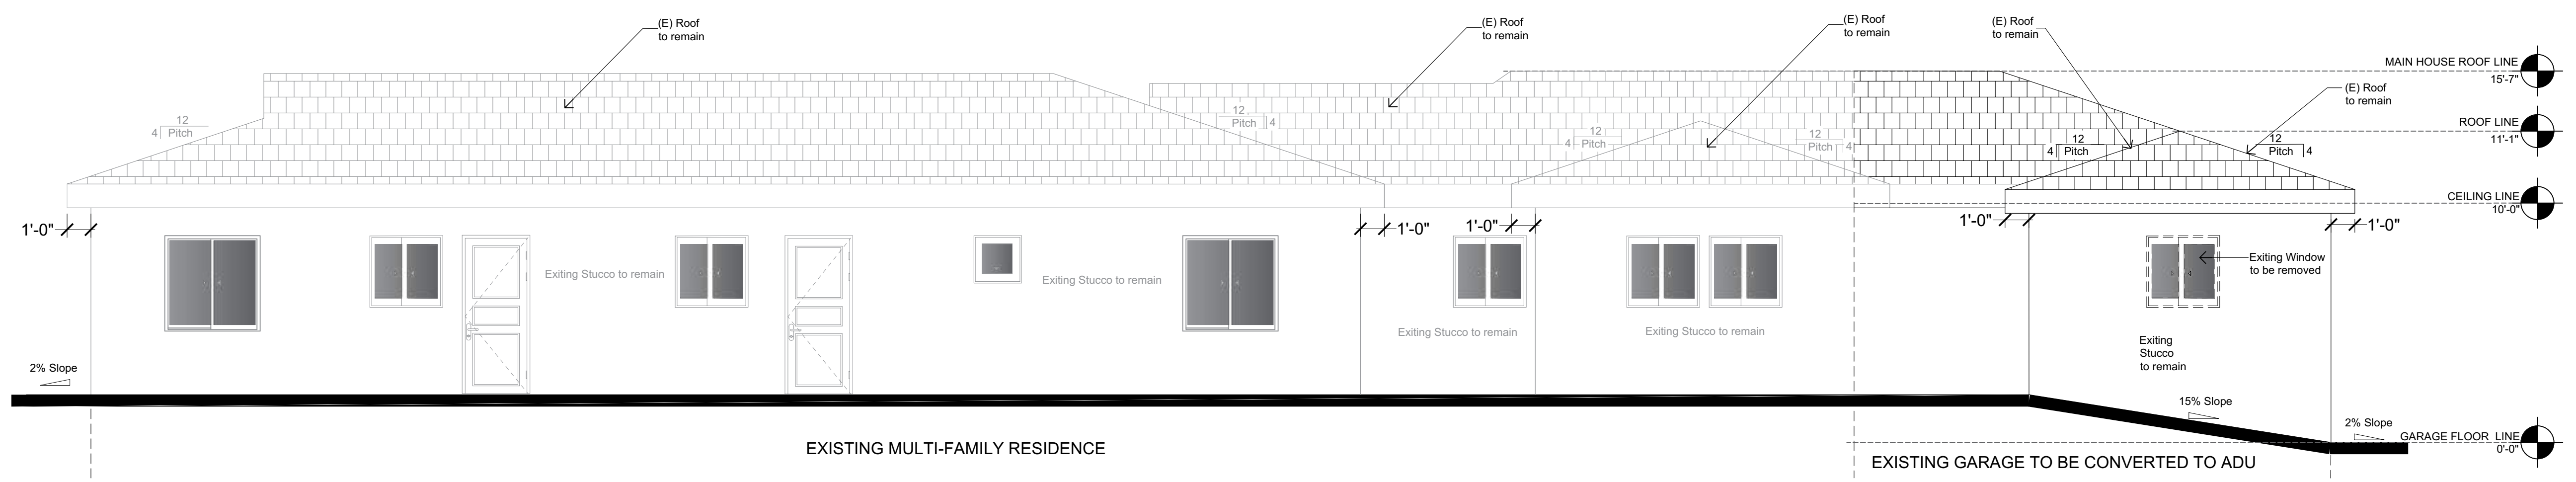 (E) Roof
to remain
(E) Roof
to remain
(E) Roof
to remain
(E) Roof
to remain
MAIN HOUSE ROOF LINE
15'-7"
(E) Roof
to remain
12
4 Pitch
12
Pitch 4
12
4 Pitch
12
Pitch 4
12
4 Pitch
12
Pitch 4
ROOF LINE
11'-1"
CEILING LINE
10'-0"
1'-0"
1'-0"
1'-0"
1'-0"
1'-0"
Exiting Stucco to remain
Exiting Stucco to remain
Exiting Window
to be removed
Exiting Stucco to remain
Exiting Stucco to remain
Exiting
Stucco
to remain
2% Slope
15% Slope
2% Slope
GARAGE FLOOR LINE
0'-0"
EXISTING MULTI-FAMILY RESIDENCE
EXISTING GARAGE TO BE CONVERTED TO ADU